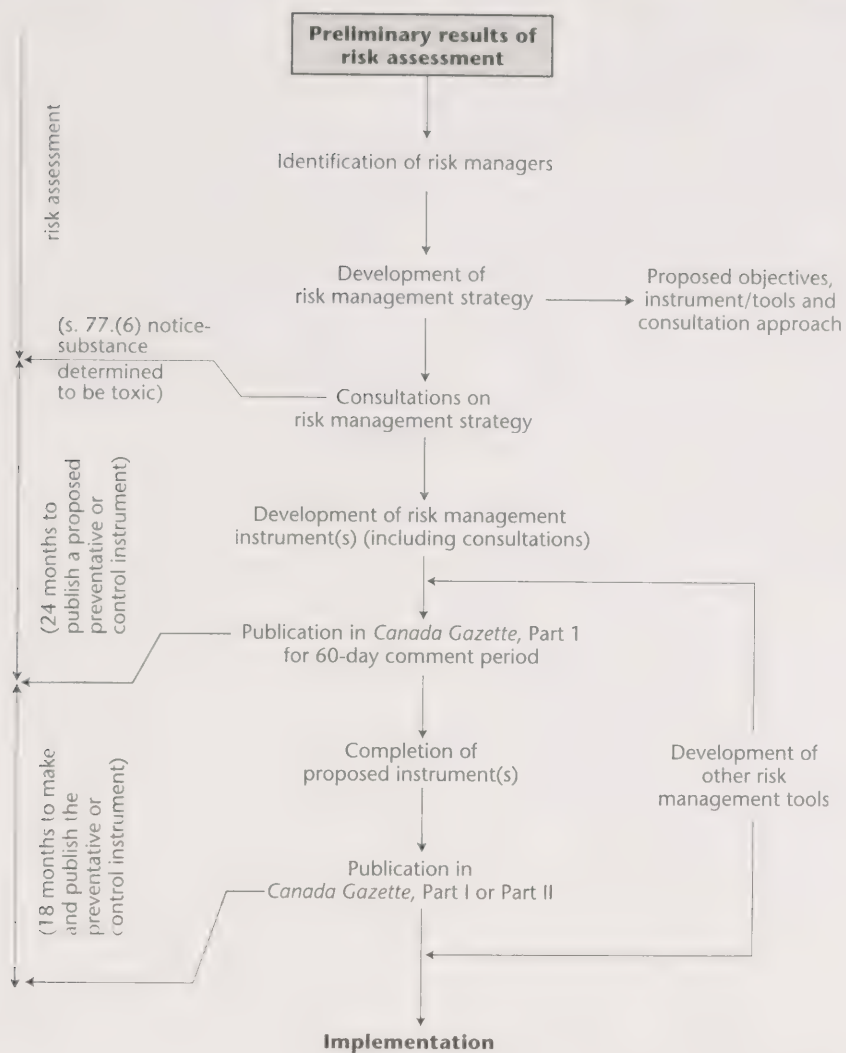 Preliminary results of
risk assessment
risk assessment
Identification of risk managers
Development of
risk management strategy
Proposed objectives,
instrument/tools and
consultation approach
(s. 77.(6) notice-
substance
determined
to be toxic)
Consultations on
risk management strategy
(24 months to
publish a proposed
preventative or
control instrument)
Development of risk management
instrument(s) (including consultations)
Publication in Canada Gazette, Part 1
for 60-day comment period
(18 months to make
and publish the
preventative or
control instrument)
Completion of
proposed instrument(s)
Development of
other risk
management tools
Publication in
Canada Gazette, Part I or Part II
Implementation